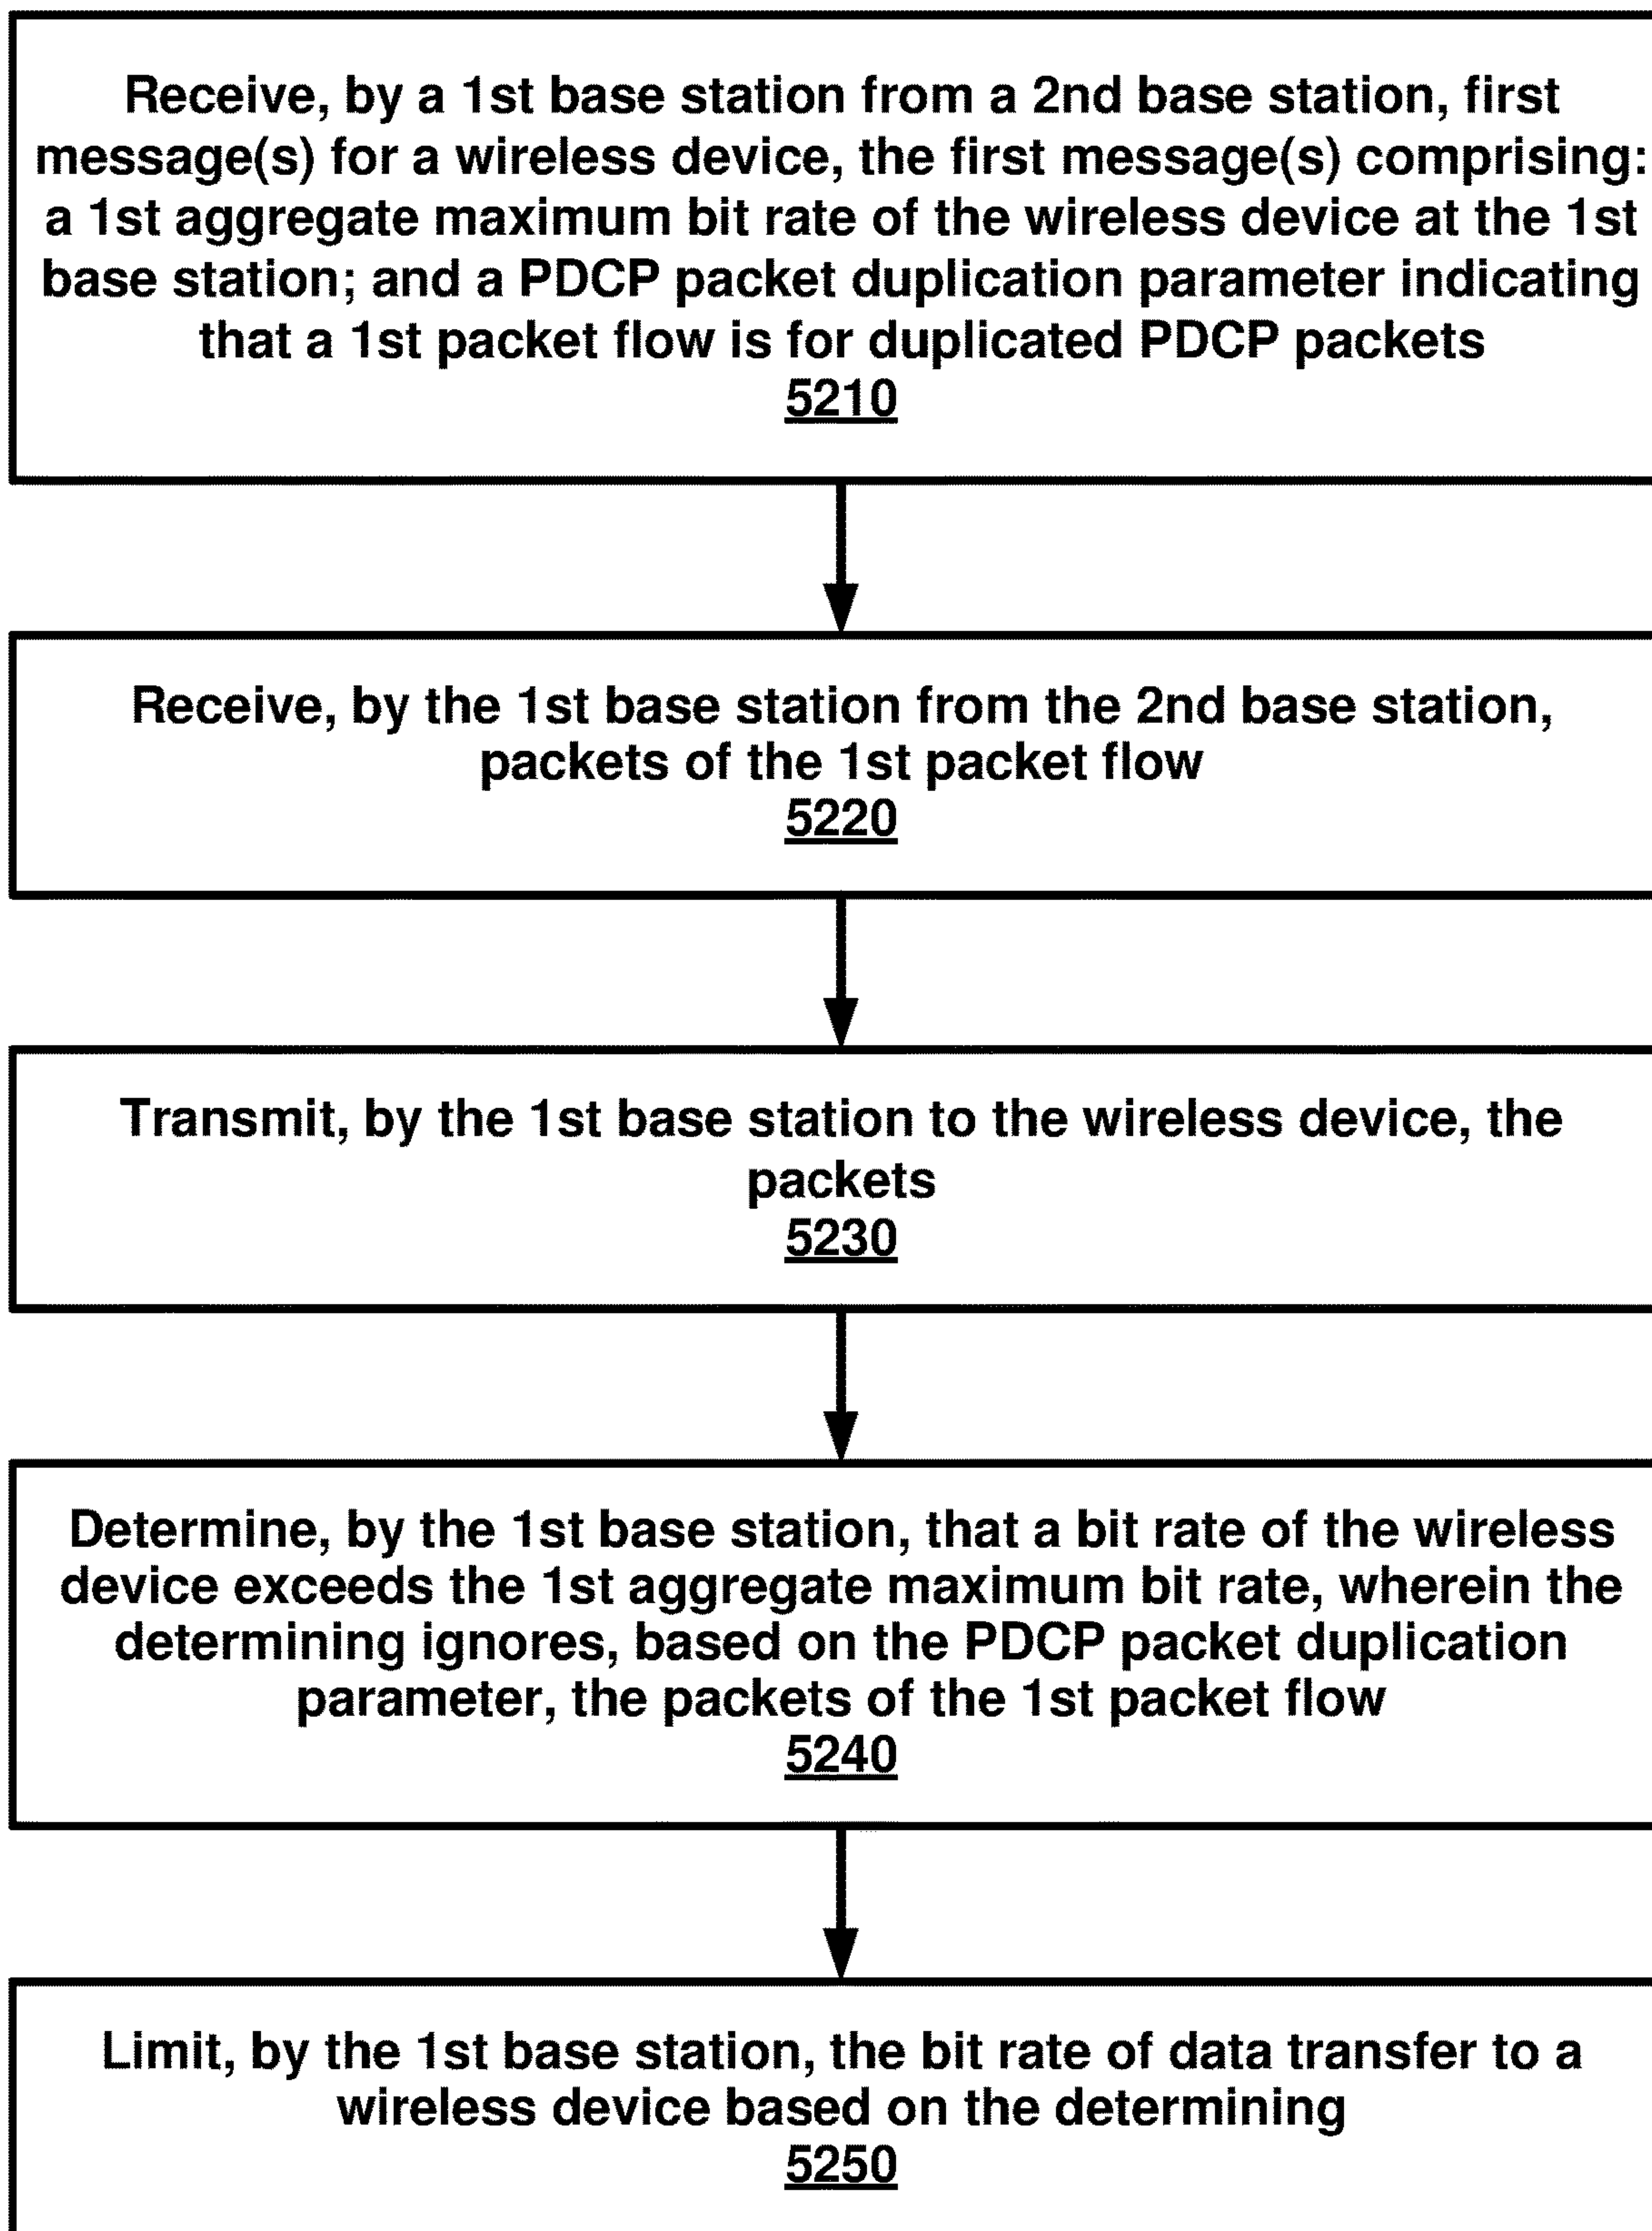 Receive, by a 1st base station from a 2nd base station, first
message(s) for a wireless device, the first message(s) comprising:
a 1st aggregate maximum bit rate of the wireless device at the 1st
base station; and a PDCP packet duplication parameter indicating
that a 1st packet flow is for duplicated PDCP packets
5210
Receive, by the 1st base station from the 2nd base station,
packets of the 1st packet flow
5220
Transmit, by the 1st base station to the wireless device, the
packets
5230
Determine, by the 1st base station, that a bit rate of the wireless
device exceeds the 1st aggregate maximum bit rate, wherein the
determining ignores, based on the PDCP packet duplication
parameter, the packets of the 1st packet flow
5240
Limit, by the 1st base station, the bit rate of data transfer to a
wireless device based on the determining
5250